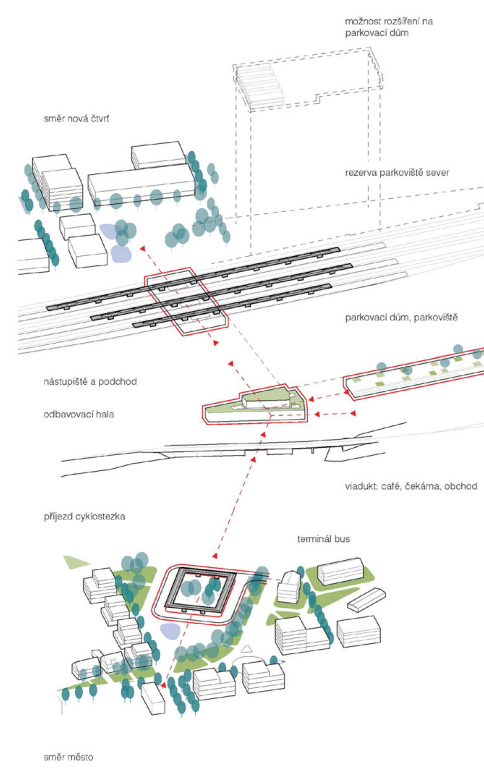 možnost rozšíření na
parkovací dům
směr nová čtvrť
rezerva parkoviště sever
parkovací dům, parkoviště
nástupiště a podchod
odbavovací hala
viadukt: café, čekárna, obchod
příjezd cyklostezka
terminál bus
směr město